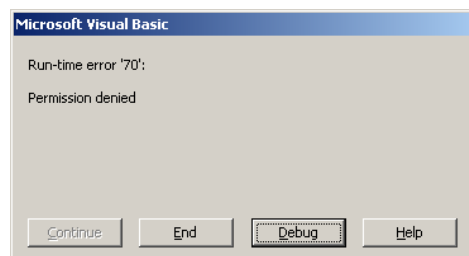 Microsoft Visual Basic
Run-time error '70':
Permission denied
Continue End Debug Help